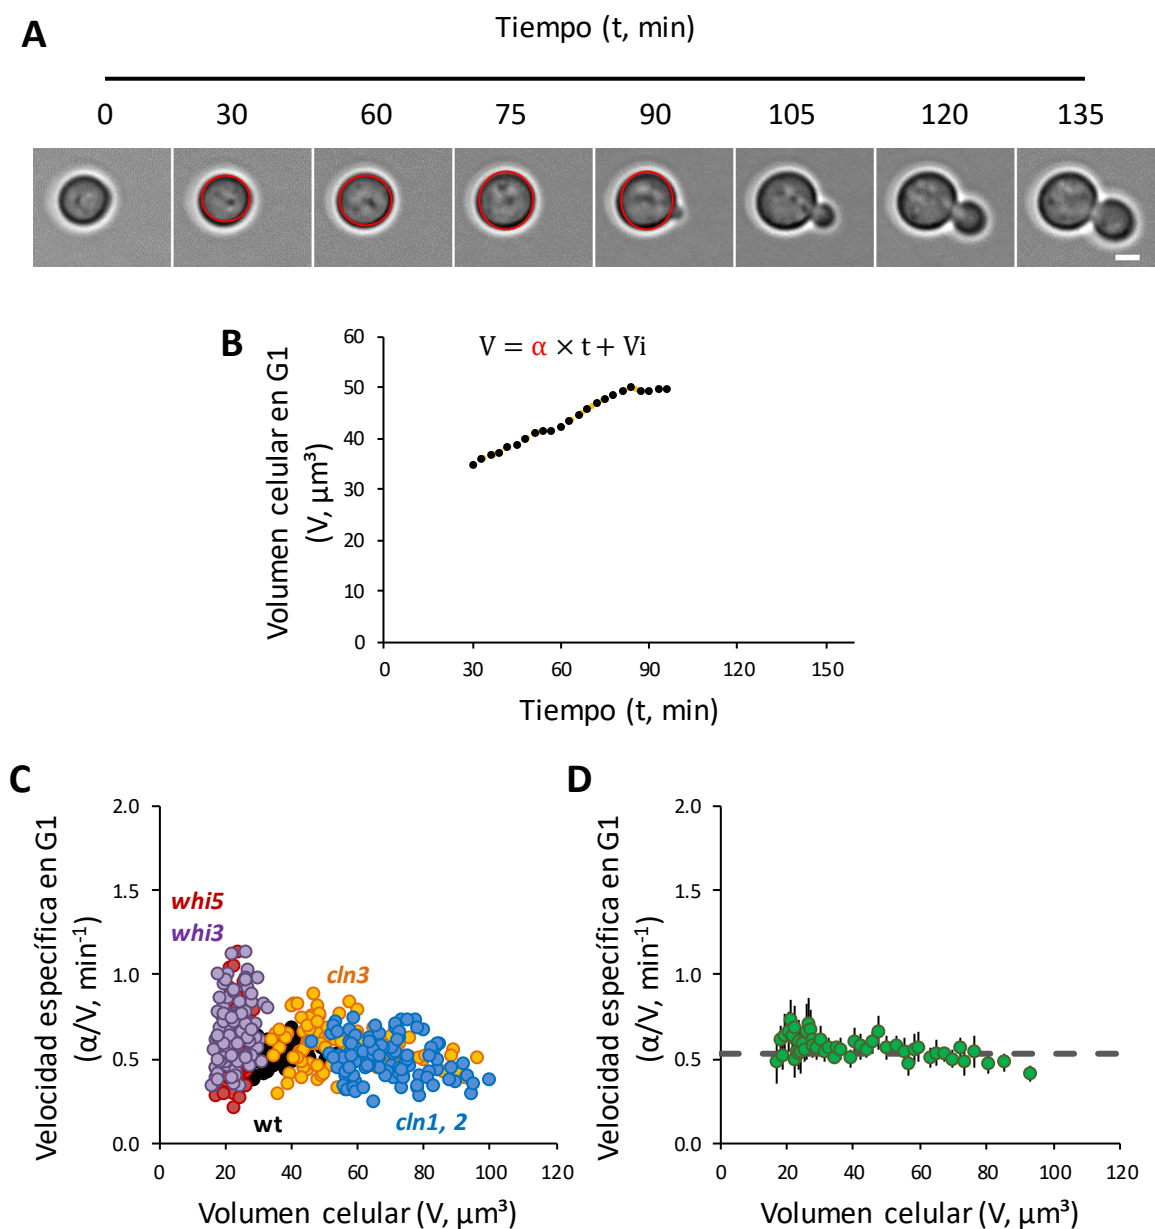 A
Tiempo (t, min)
0 30 60 75 90 105 120 135
B
V = α × t + Vi
Volumen celular en G1
(V, µm³)
60
50
40
30
20
10
0
0 30 60 90 120 150
Tiempo (t, min)
C
Velocidad específica en G1
(α/V, min⁻¹)
2.0
1.5
1.0
0.5
0.0
whi5
whi3
cln3
wt
cln1, 2
0 20 40 60 80 100 120
Volumen celular (V, µm³)
D
Velocidad específica en G1
(α/V, min⁻¹)
2.0
1.5
1.0
0.5
0.0
0 20 40 60 80 100 120
Volumen celular (V, µm³)